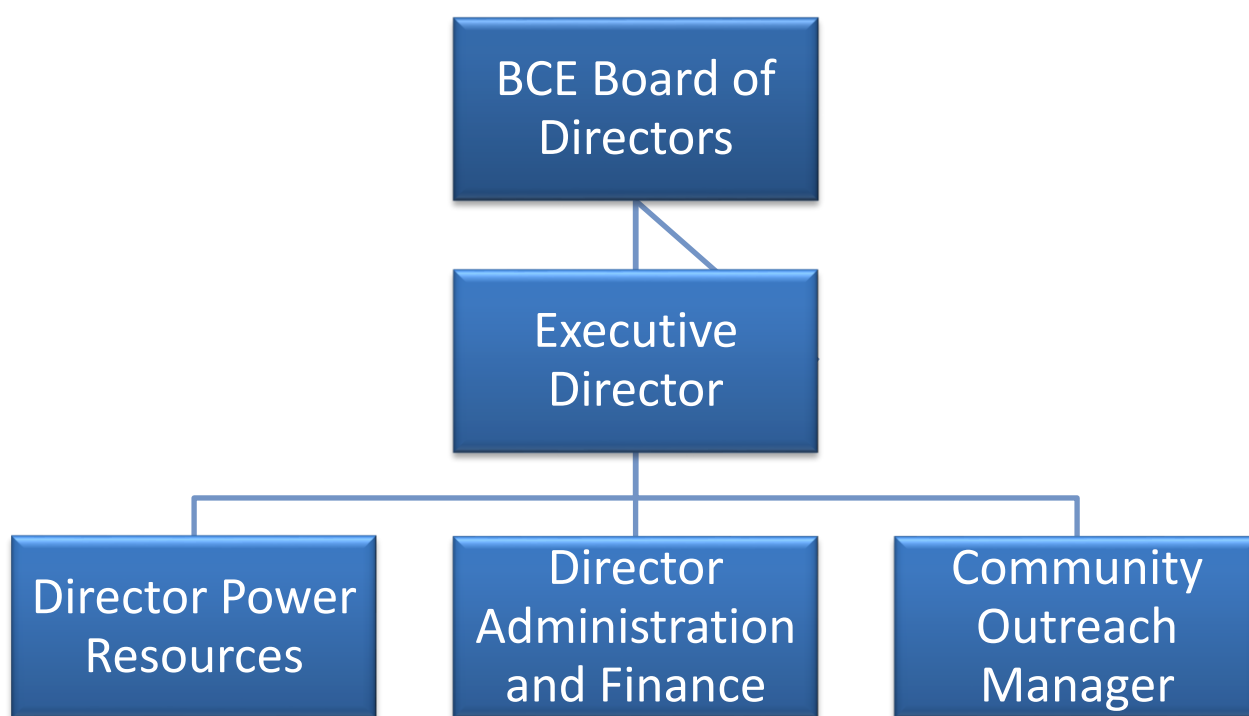 BCE Board of
Directors
Executive
Director
Director Power
Resources
Director
Administration
and Finance
Community
Outreach
Manager